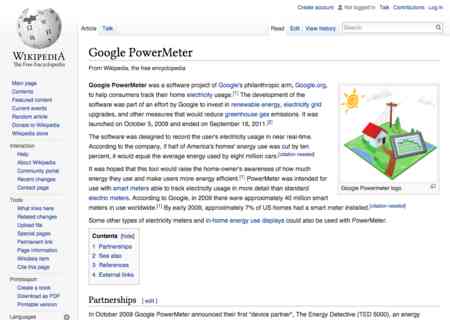 Create account Not logged in Talk Contributions Log in
Article Talk Read Edit View history Search
WIKIPEDIA
The Free Encyclopedia
Main page
Contents
Featured content
Current events
Random article
Donate to Wikipedia
Wikipedia store
Interaction
Help
About Wikipedia
Community portal
Recent changes
Contact page
Tools
What links here
Related changes
Upload file
Special pages
Permanent link
Page information
Wikidata item
Cite this page
Print/export
Create a book
Download as PDF
Printable version
Languages
Google PowerMeter
From Wikipedia, the free encyclopedia
Google PowerMeter was a software project of Google's philanthropic arm, Google.org,
to help consumers track their home electricity usage.[1] The development of the
software was part of an effort by Google to invest in renewable energy, electricity grid
upgrades, and other measures that would reduce greenhouse gas emissions. It was
launched on October 5, 2009 and ended on September 16, 2011.[2]
The software was designed to record the user's electricity usage in near real-time.
According to the company, if half of America's homes' energy use was cut by ten
percent, it would equal the average energy used by eight million cars.[citation needed]
It was hoped that this tool would raise the home-owner's awareness of how much
energy they use and make users more energy efficient.[1] PowerMeter was intended for
use with smart meters able to track electricity usage in more detail than standard
electric meters. According to Google, in 2009 there were approximately 40 million smart
meters in use worldwide.[1] By early 2009, approximately 7% of US homes had a smart meter installed.[citation needed]
Some other types of electricity meters and in-home energy use displays could also be used with PowerMeter.
Google Powermeter logo
Contents [hide]
1 Partnerships
2 See also
3 References
4 External links
Partnerships [ edit ]
In October 2009 Google PowerMeter announced their first "device partner", The Energy Detective (TED 5000), an energy